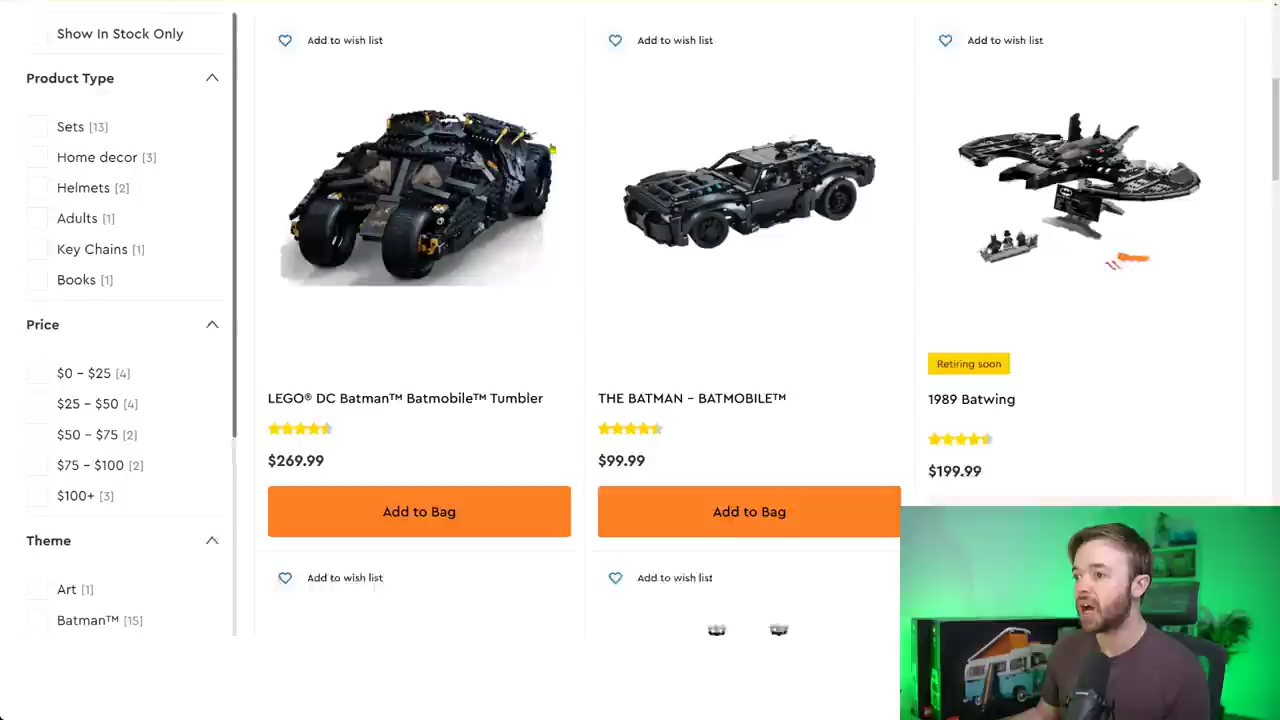 Show In Stock Only
Product Type
Sets [13]
Home decor [3]
Helmets [2]
Adults [1]
Key Chains [1]
Books [1]
Price
$0 – $25 [4]
$25 – $50 [4]
$50 – $75 [2]
$75 – $100 [2]
$100+ [3]
Theme
Art [1]
Batman™ [15]
Add to wish list
LEGO® DC Batman™ Batmobile™ Tumbler
$269.99
Add to Bag
Add to wish list
THE BATMAN – BATMOBILE™
$99.99
Add to Bag
Add to wish list
Retiring soon
1989 Batwing
$199.99
Add to wish list
Add to wish list